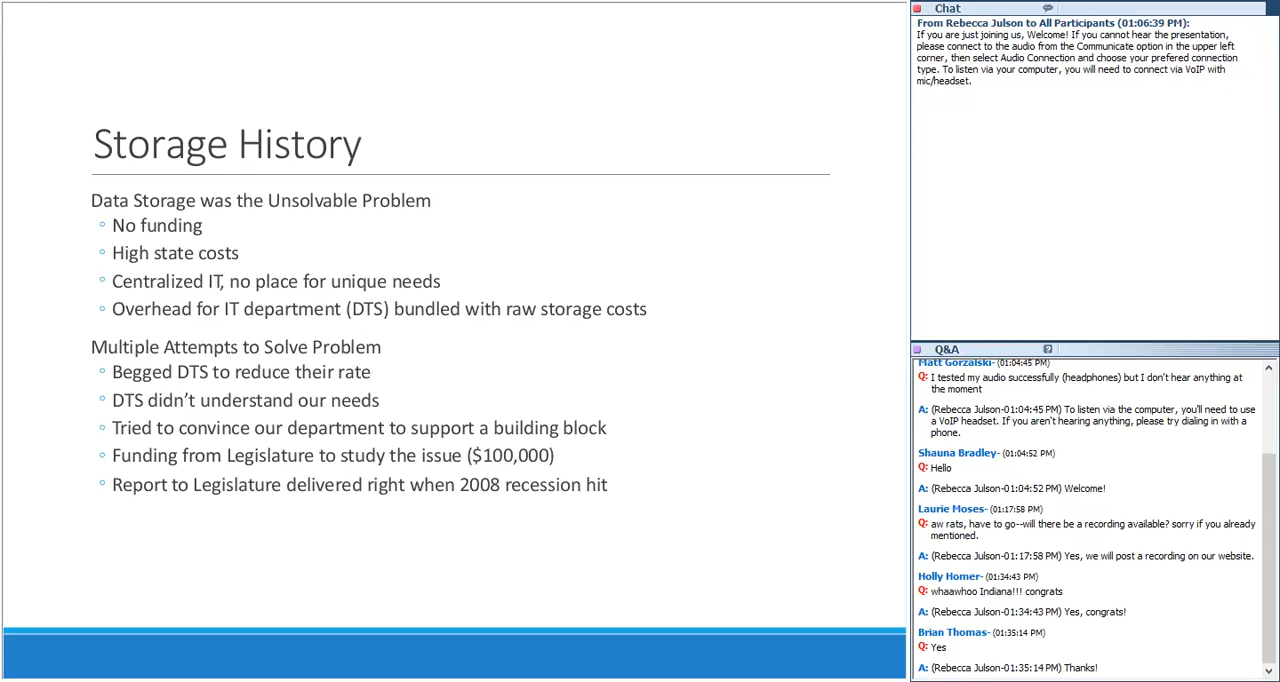 Storage History
Data Storage was the Unsolvable Problem
◦ No funding
◦ High state costs
◦ Centralized IT, no place for unique needs
◦ Overhead for IT department (DTS) bundled with raw storage costs
Multiple Attempts to Solve Problem
◦ Begged DTS to reduce their rate
◦ DTS didn’t understand our needs
◦ Tried to convince our department to support a building block
◦ Funding from Legislature to study the issue ($100,000)
◦ Report to Legislature delivered right when 2008 recession hit
Chat
From Rebecca Julson to All Participants (01:06:39 PM):
If you are just joining us, Welcome! If you cannot hear the presentation,
please connect to the audio from the Communicate option in the upper left
corner, then select Audio Connection and choose your prefered connection
type. To listen via your computer, you will need to connect via VoIP with
mic/headset.
Q&A
Matt Gorzalski- (01:04:45 PM)
Q: I tested my audio successfully (headphones) but I don't hear anything at
the moment
A: (Rebecca Julson-01:04:45 PM) To listen via the computer, you'll need to use
a VoIP headset. If you aren't hearing anything, please try dialing in with a
phone.
Shauna Bradley- (01:04:52 PM)
Q: Hello
A: (Rebecca Julson-01:04:52 PM) Welcome!
Laurie Moses- (01:17:58 PM)
Q: aw rats, have to go--will there be a recording available? sorry if you already
mentioned.
A: (Rebecca Julson-01:17:58 PM) Yes, we will post a recording on our website.
Holly Homer- (01:34:43 PM)
Q: whaawhoo Indiana!!! congrats
A: (Rebecca Julson-01:34:43 PM) Yes, congrats!
Brian Thomas- (01:35:14 PM)
Q: Yes
A: (Rebecca Julson-01:35:14 PM) Thanks!